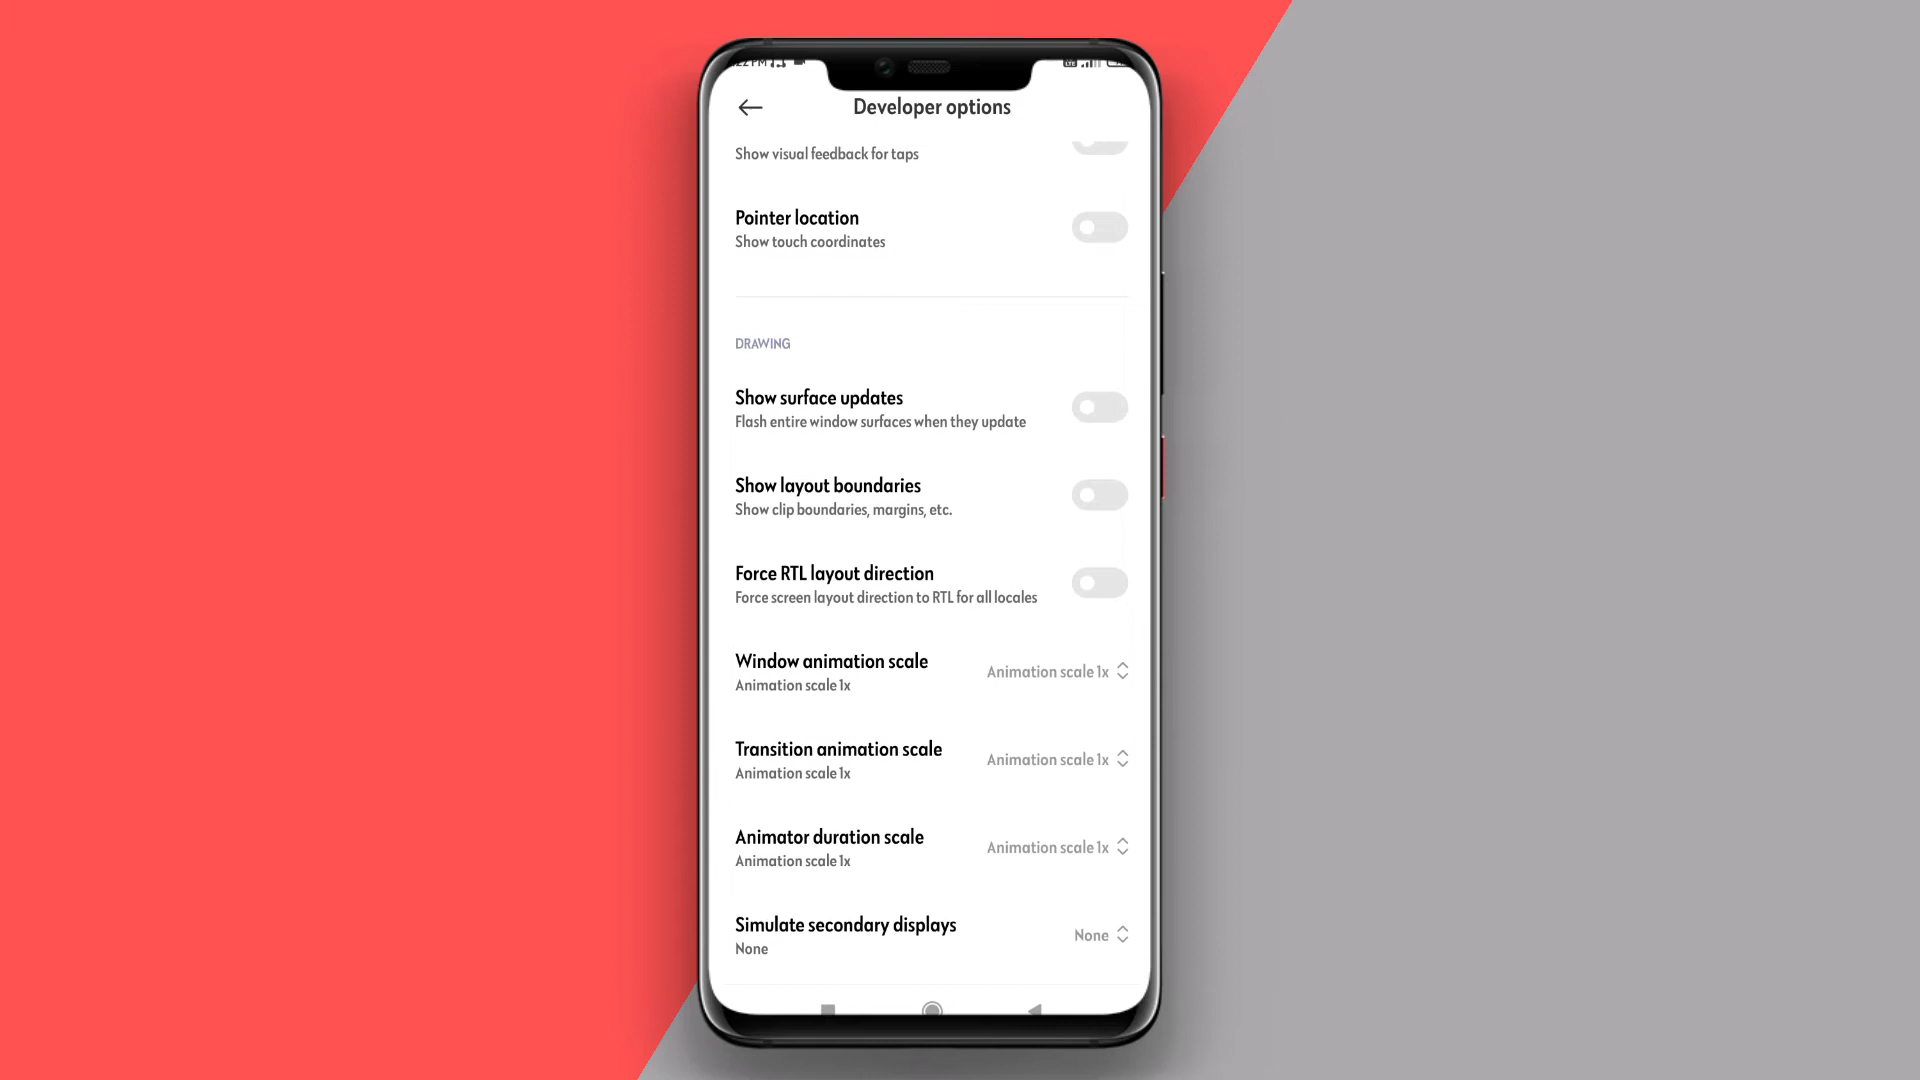 Developer options
Show visual feedback for taps
Pointer location
Show touch coordinates
DRAWING
Show surface updates
Flash entire window surfaces when they update
Show layout boundaries
Show clip boundaries, margins, etc.
Force RTL layout direction
Force screen layout direction to RTL for all locales
Window animation scale
Animation scale 1x
Animation scale 1x
Transition animation scale
Animation scale 1x
Animation scale 1x
Animator duration scale
Animation scale 1x
Animation scale 1x
Simulate secondary displays
None
None